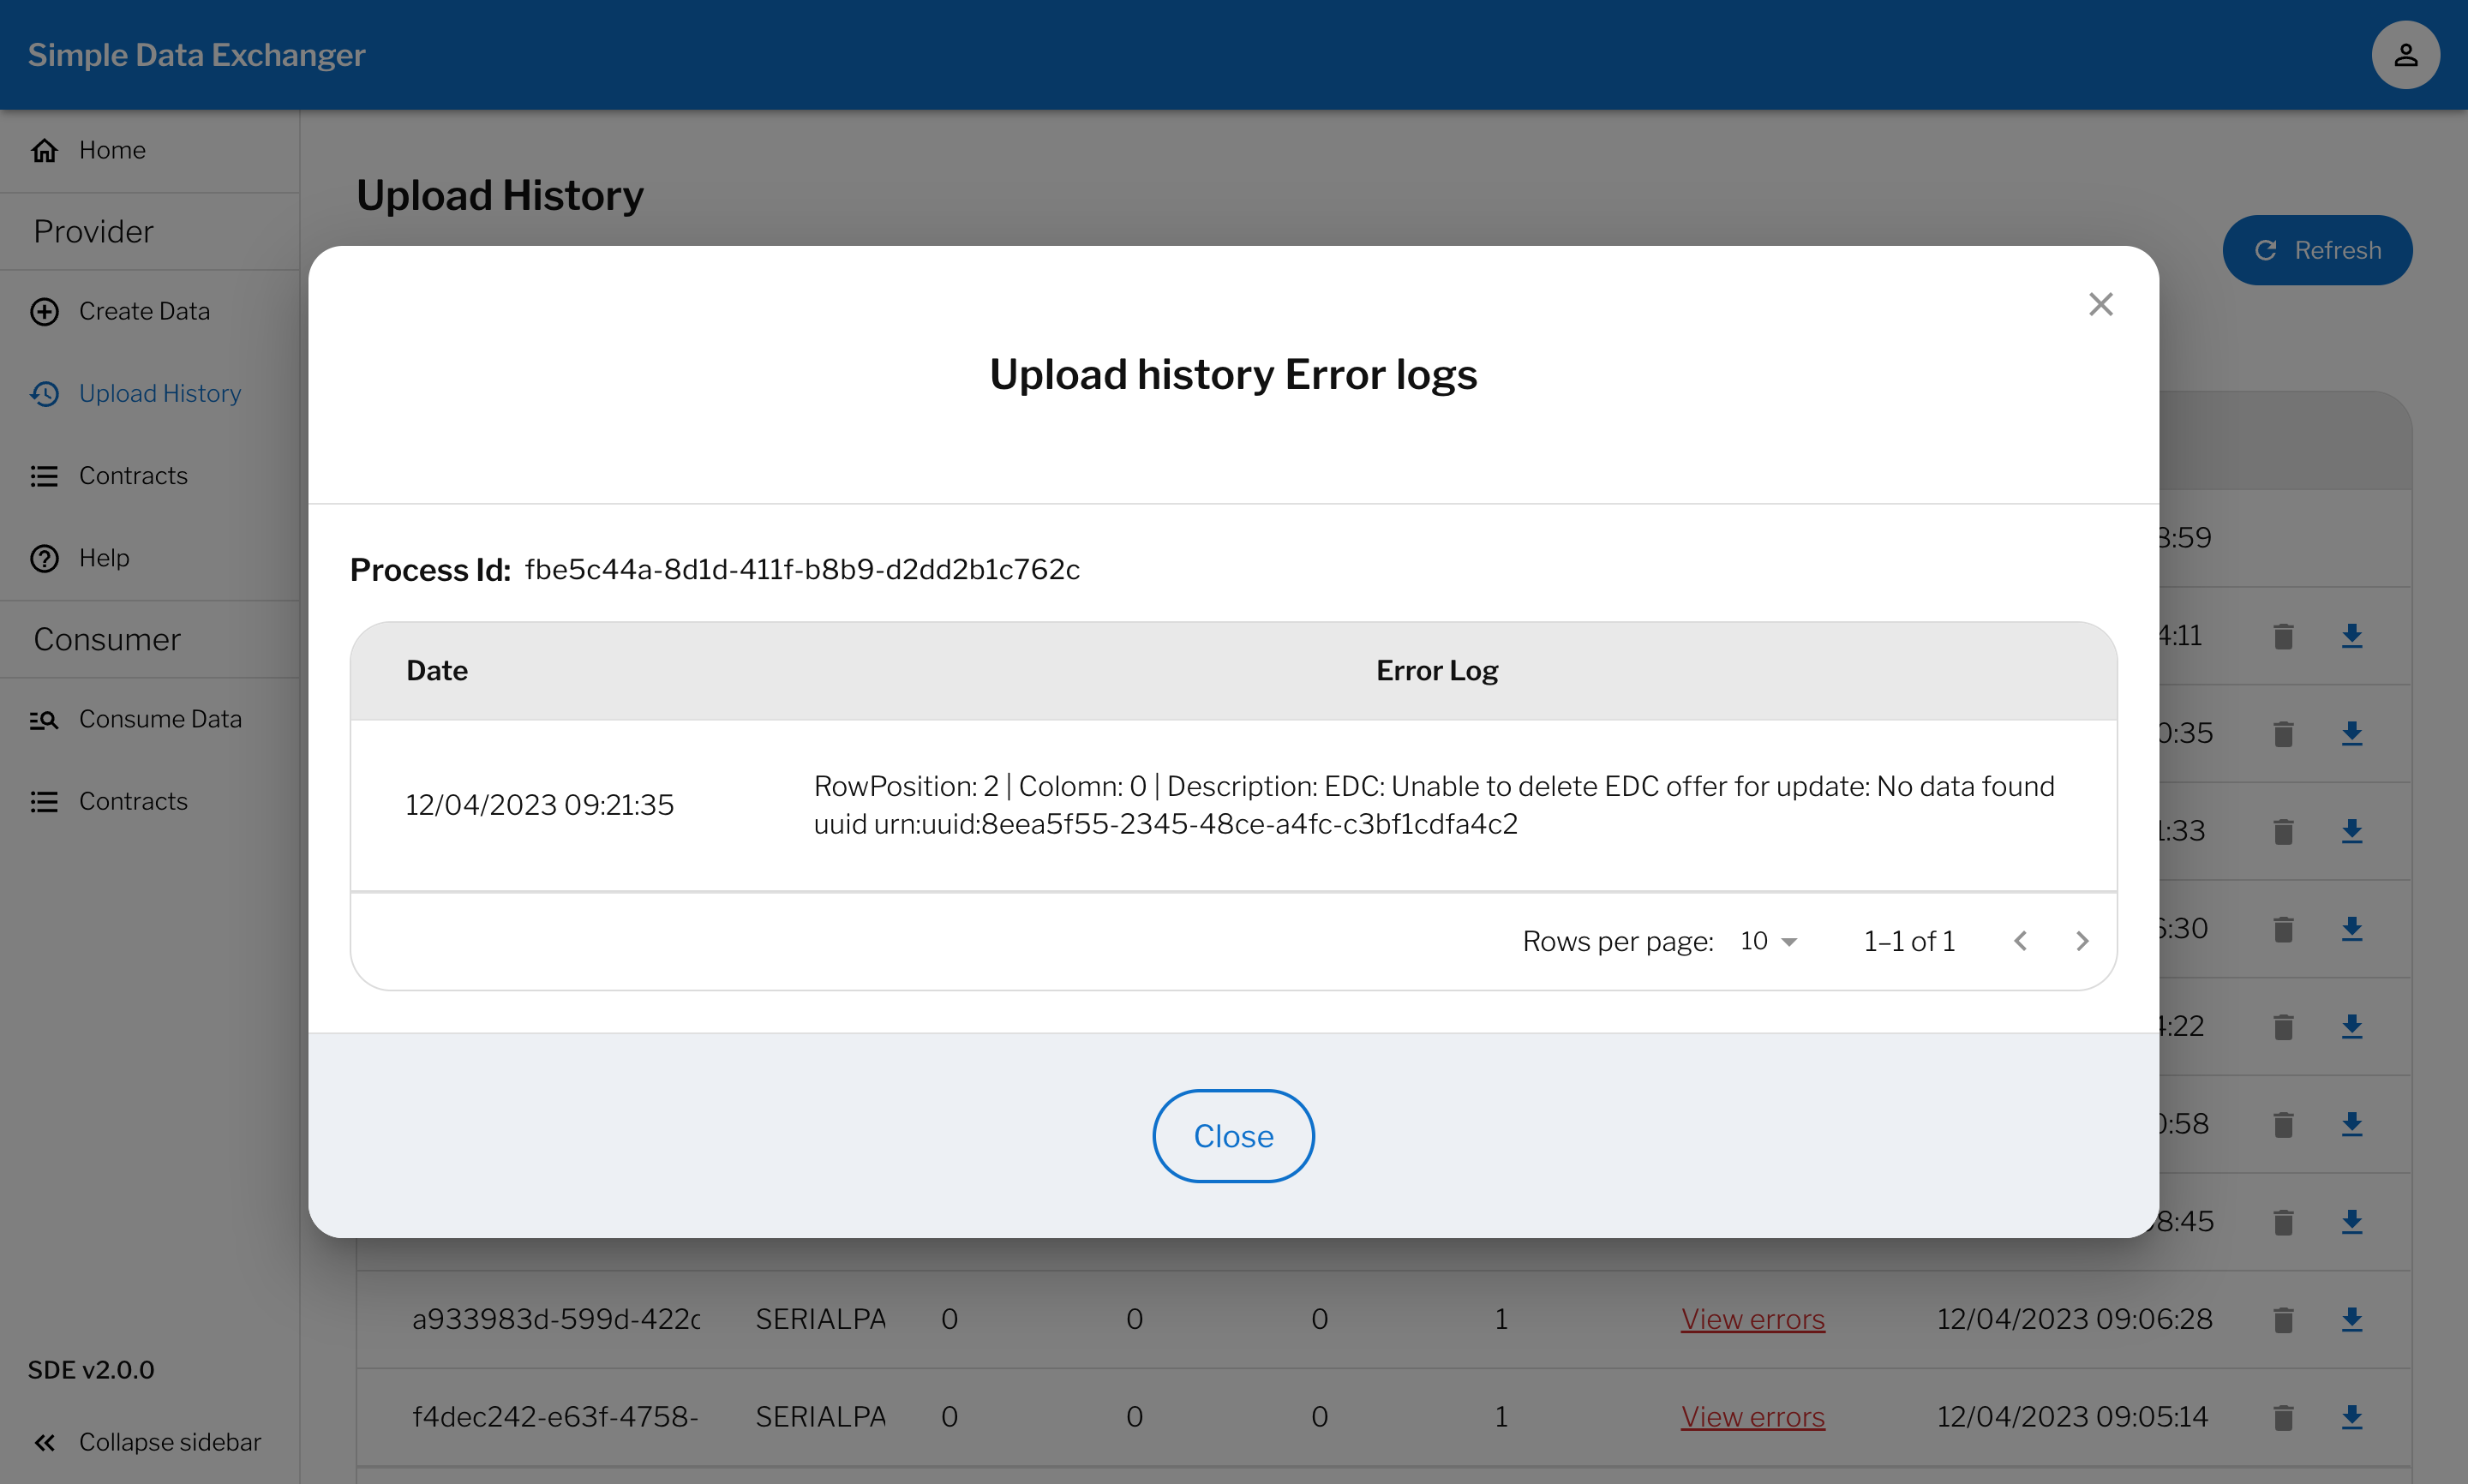 Simple Data Exchanger
Home
Provider
Create Data
Upload History
Contracts
Help
Consumer
Consume Data
Contracts
SDE v2.0.0
Collapse sidebar
Upload History
Refresh
Upload history Error logs
Process Id: fbe5c44a-8d1d-411f-b8b9-d2dd2b1c762c
Date Error Log
12/04/2023 09:21:35
RowPosition: 2 | Colomn: 0 | Description: EDC: Unable to delete EDC offer for update: No data found
uuid urn:uuid:8eea5f55-2345-48ce-a4fc-c3bf1cdfa4c2
Rows per page: 10 1–1 of 1
Close
8:59
4:11
0:35
1:33
6:30
4:22
0:58
8:45
a933983d-599d-422c SERIALPA 0 0 0 1 View errors 12/04/2023 09:06:28
f4dec242-e63f-4758- SERIALPA 0 0 0 1 View errors 12/04/2023 09:05:14